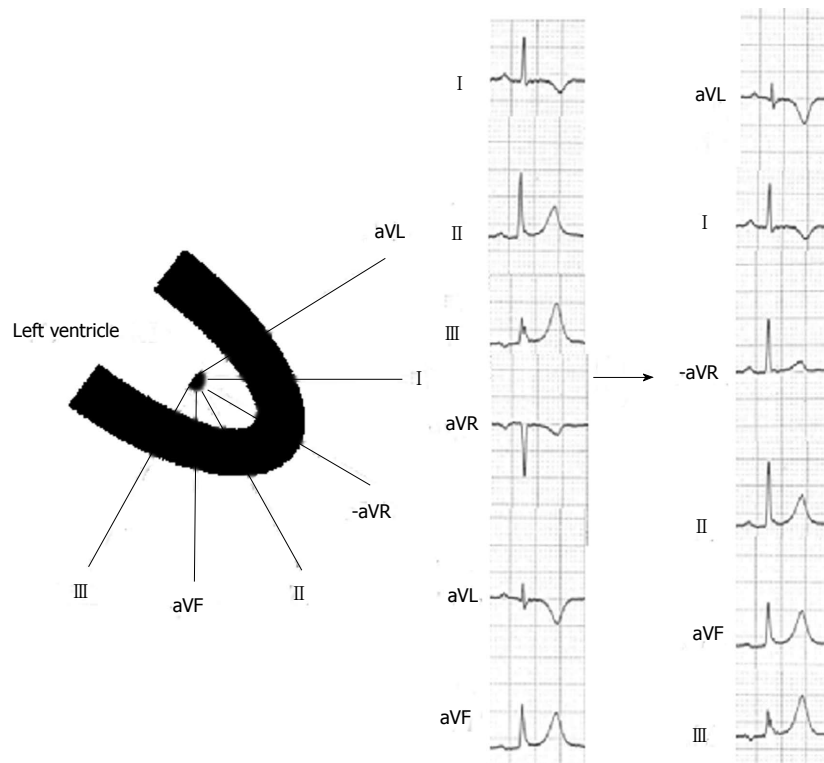 aVL
Left ventricle
Ⅰ
-aVR
Ⅲ
aVF
Ⅱ
Ⅰ
Ⅱ
Ⅲ
aVR
aVL
aVF
aVL
Ⅰ
-aVR
Ⅱ
aVF
Ⅲ